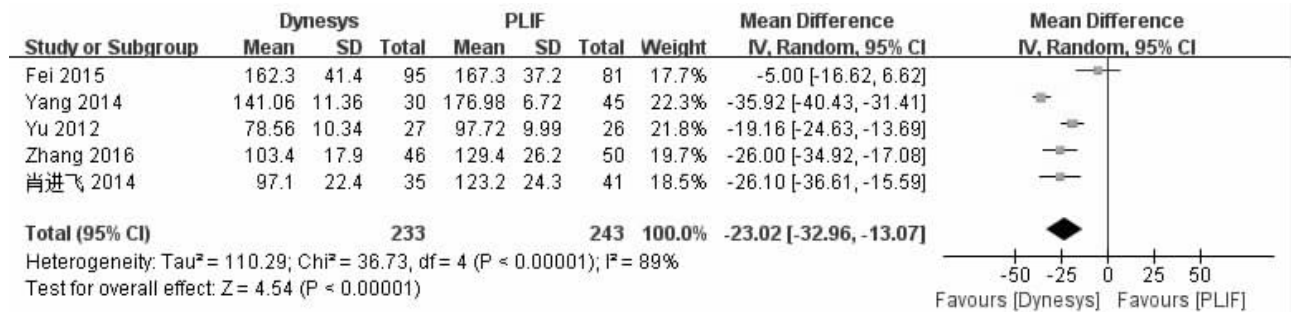 Dynesys PLIF Mean Difference Mean Difference
Study or Subgroup Mean SD Total Mean SD Total Weight IV, Random, 95% CI IV, Random, 95% CI
Fei 2015 162.3 41.4 95 167.3 37.2 81 17.7% -5.00 [-16.62, 6.62]
Yang 2014 141.06 11.36 30 176.98 6.72 45 22.3% -35.92 [-40.43, -31.41]
Yu 2012 78.56 10.34 27 97.72 9.99 26 21.8% -19.16 [-24.63, -13.69]
Zhang 2016 103.4 17.9 46 129.4 26.2 50 19.7% -26.00 [-34.92, -17.08]
肖进飞 2014 97.1 22.4 35 123.2 24.3 41 18.5% -26.10 [-36.61, -15.59]
Total (95% CI) 233 243 100.0% -23.02 [-32.96, -13.07]
Heterogeneity: Tau² = 110.29; Chi² = 36.73, df = 4 (P < 0.00001); I² = 89%
Test for overall effect: Z = 4.54 (P < 0.00001)
-50 -25 0 25 50
Favours [Dynesys] Favours [PLIF]